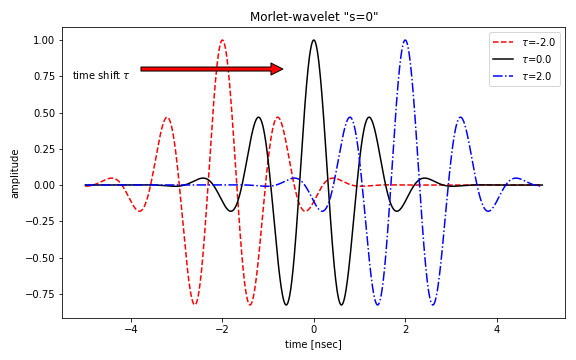 Morlet-wavelet "s=0"
1.00
0.75
0.50
0.25
0.00
−0.25
−0.50
−0.75
amplitude
time shift τ
τ=-2.0
τ=0.0
τ=2.0
−4
−2
0
2
4
time [nsec]